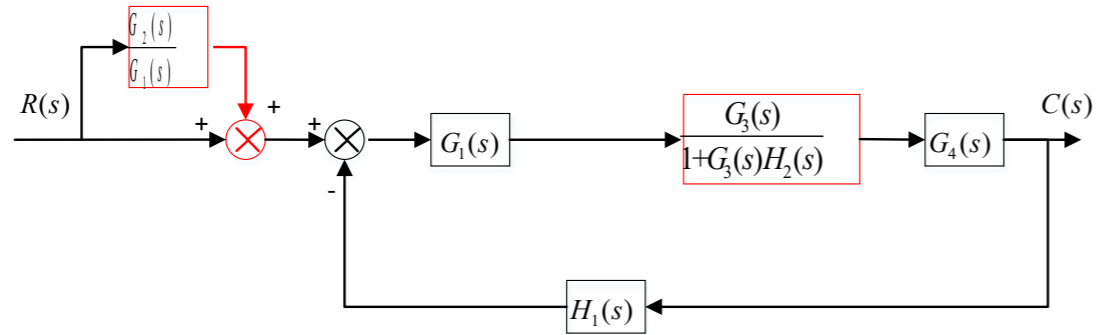 G₂(s)
G₁(s)
R(s)
+
+
+
-
G₁(s)
G₃(s)
1+G₃(s)H₂(s)
G₄(s)
C(s)
H₁(s)